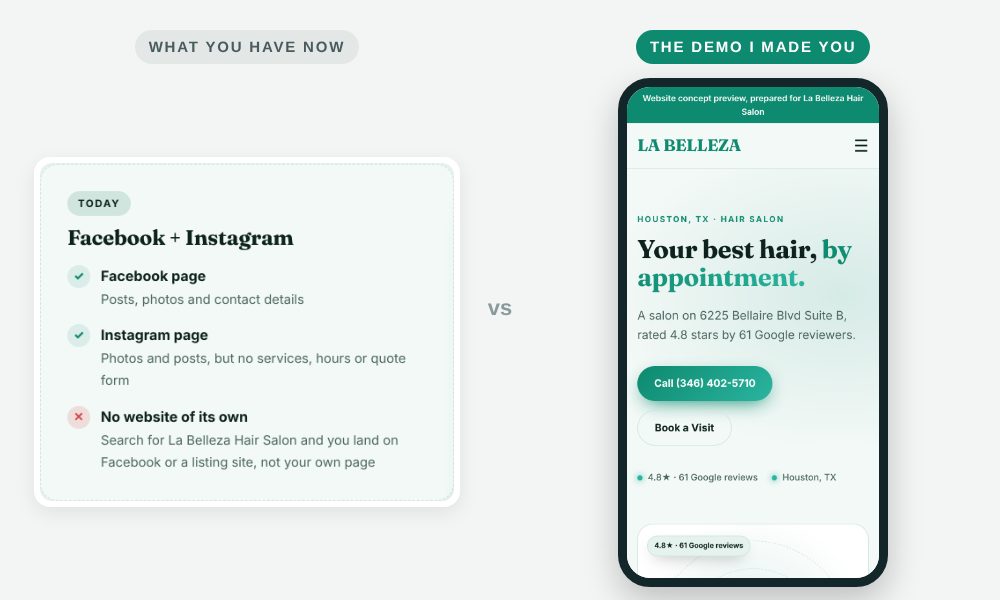 WHAT YOU HAVE NOW
TODAY
Facebook + Instagram
Facebook page
Posts, photos and contact details
Instagram page
Photos and posts, but no services, hours or quote
form
No website of its own
Search for La Belleza Hair Salon and you land on
Facebook or a listing site, not your own page
vs
THE DEMO I MADE YOU
Website concept preview, prepared for La Belleza Hair
Salon
LA BELLEZA
HOUSTON, TX · HAIR SALON
Your best hair, by
appointment.
A salon on 6225 Bellaire Blvd Suite B,
rated 4.8 stars by 61 Google reviewers.
Call (346) 402-5710
Book a Visit
4.8★ · 61 Google reviews
Houston, TX
4.8★ · 61 Google reviews